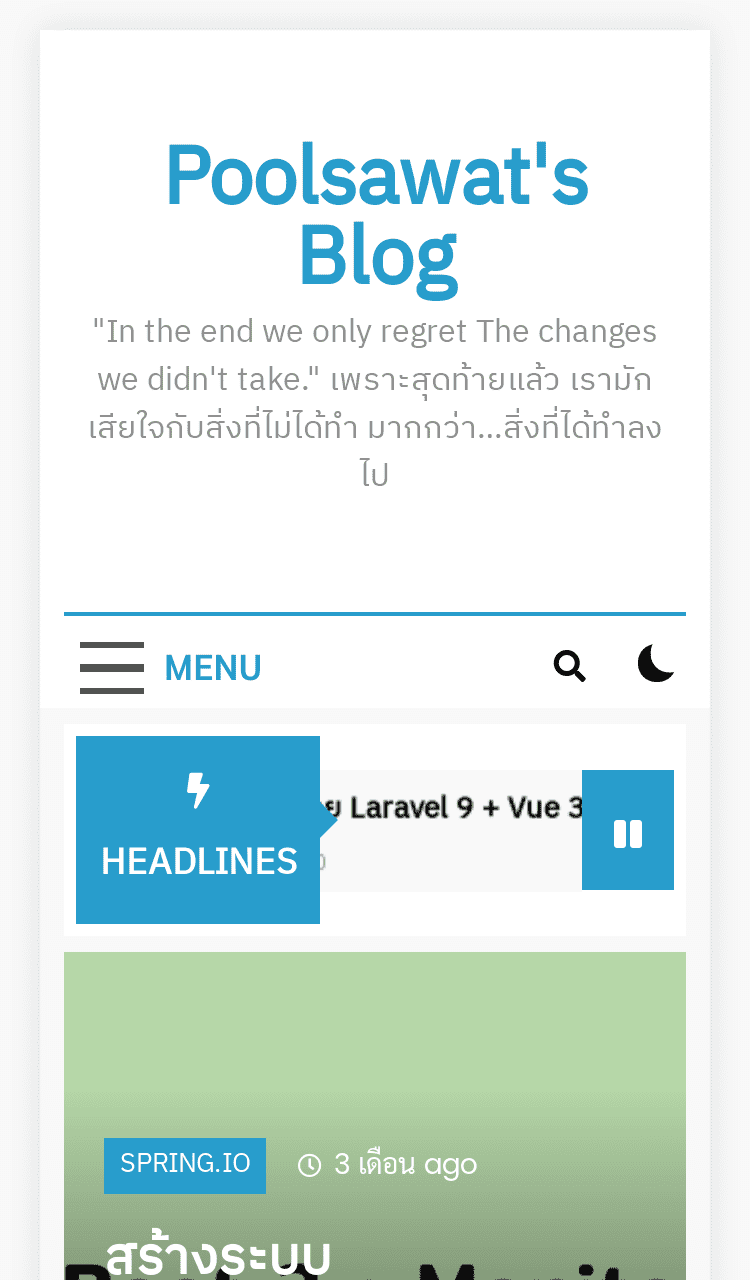 Poolsawat's
Blog
"In the end we only regret The changes
we didn't take." เพราะสุดท้ายแล้ว เรามัก
เสียใจกับสิ่งที่ไม่ได้ทำ มากกว่า...สิ่งที่ได้ทำลง
ไป
MENU
Laravel 9 + Vue 3
HEADLINES
SPRING.IO 3 เดือน ago
สร้างระบบ